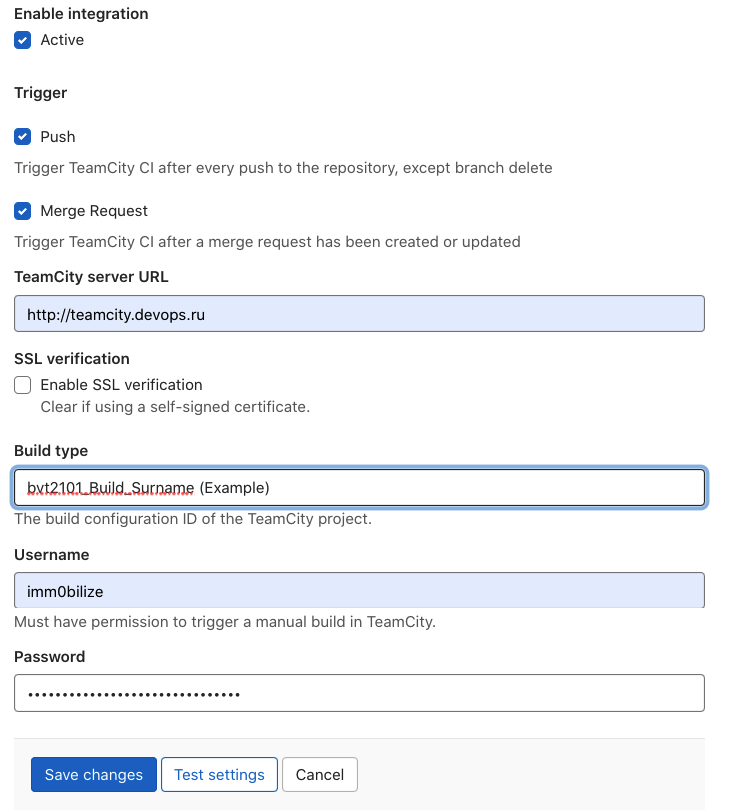 Enable integration
Active
Trigger
Push
Trigger TeamCity CI after every push to the repository, except branch delete
Merge Request
Trigger TeamCity CI after a merge request has been created or updated
TeamCity server URL
http://teamcity.devops.ru
SSL verification
Enable SSL verification
Clear if using a self-signed certificate.
Build type
bvt2101_Build_Surname (Example)
The build configuration ID of the TeamCity project.
Username
imm0bilize
Must have permission to trigger a manual build in TeamCity.
Password
•••••••••••••••••••••••••••••••
Save changes Test settings Cancel